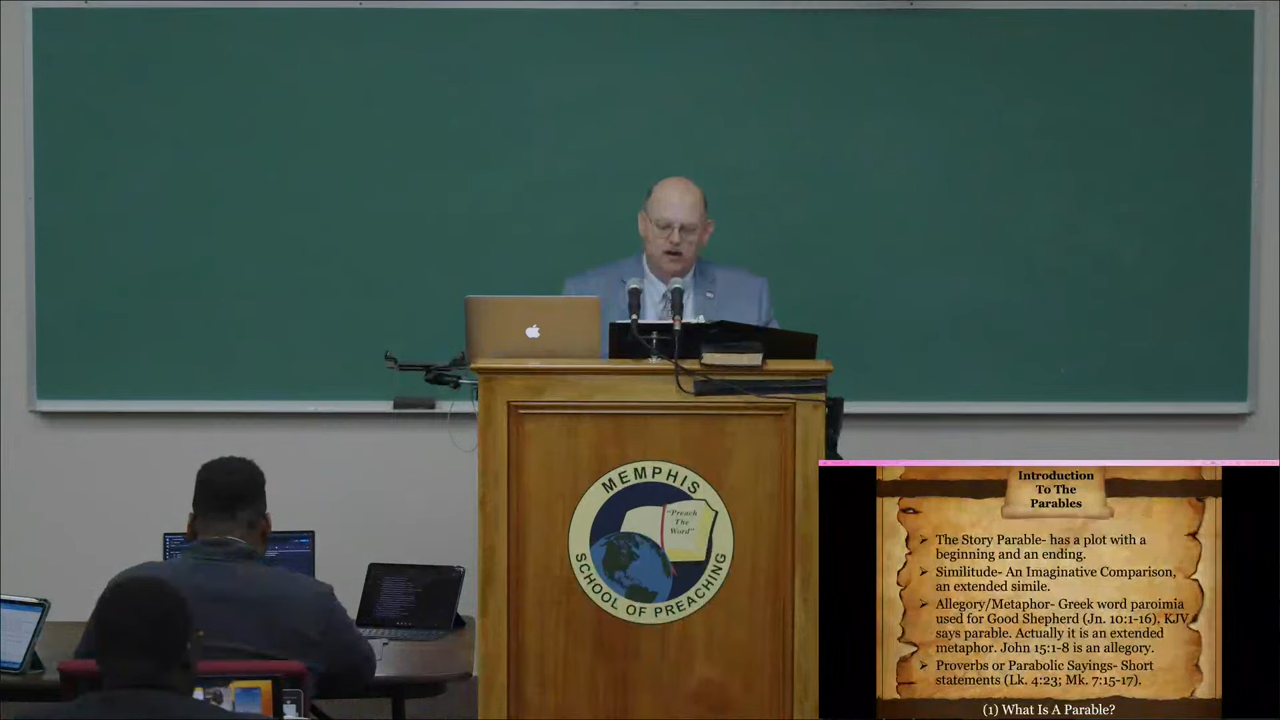 MEMPHIS
"Preach
The
Word"
SCHOOL OF PREACHING
Introduction
To The
Parables
➤ The Story Parable- has a plot with a
beginning and an ending.
➤ Similitude- An Imaginative Comparison,
an extended simile.
➤ Allegory/Metaphor- Greek word paroimia
used for Good Shepherd (Jn. 10:1-16). KJV
says parable. Actually it is an extended
metaphor. John 15:1-8 is an allegory.
➤ Proverbs or Parabolic Sayings- Short
statements (Lk. 4:23; Mk. 7:15-17).
(1) What Is A Parable?